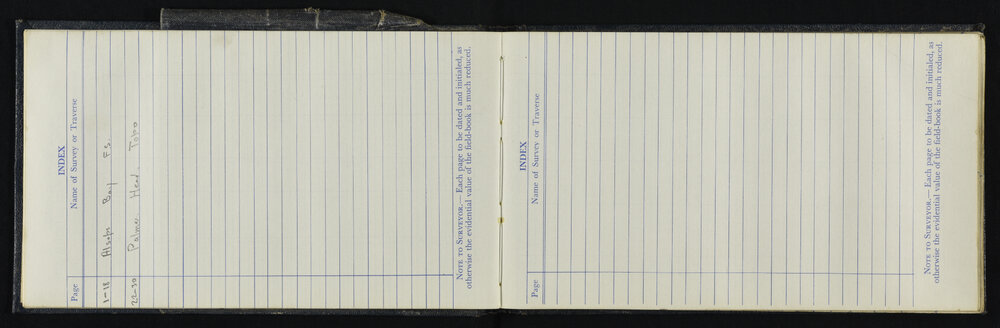 INDEX
Page Name of Survey or Traverse
1-18 Alsops Bay F.S.
22-30 Palmer Head Topo
NOTE TO SURVEYOR.—Each page to be dated and initialed, as
otherwise the evidential value of the field-book is much reduced.
INDEX
Page Name of Survey or Traverse
NOTE TO SURVEYOR.—Each page to be dated and initialed, as
otherwise the evidential value of the field-book is much reduced.